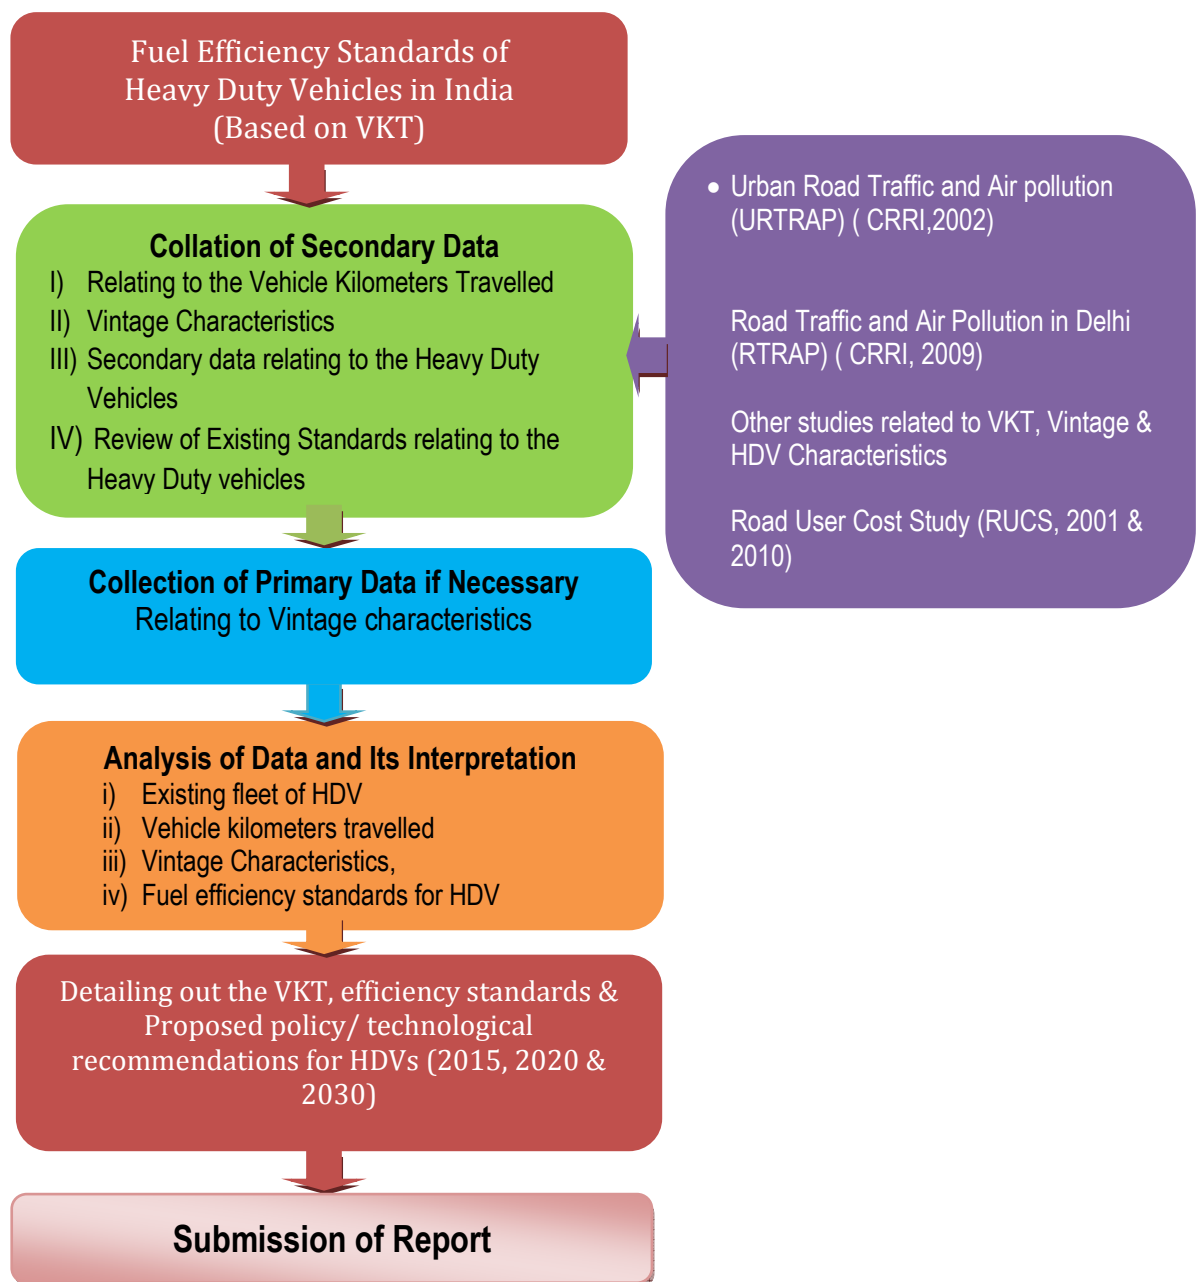 Fuel Efficiency Standards of
Heavy Duty Vehicles in India
(Based on VKT)
Collation of Secondary Data
I) Relating to the Vehicle Kilometers Travelled
II) Vintage Characteristics
III) Secondary data relating to the Heavy Duty
Vehicles
IV) Review of Existing Standards relating to the
Heavy Duty vehicles
• Urban Road Traffic and Air pollution
(URTRAP) ( CRRI,2002)
Road Traffic and Air Pollution in Delhi
(RTRAP) ( CRRI, 2009)
Other studies related to VKT, Vintage &
HDV Characteristics
Road User Cost Study (RUCS, 2001 &
2010)
Collection of Primary Data if Necessary
Relating to Vintage characteristics
Analysis of Data and Its Interpretation
i) Existing fleet of HDV
ii) Vehicle kilometers travelled
iii) Vintage Characteristics,
iv) Fuel efficiency standards for HDV
Detailing out the VKT, efficiency standards &
Proposed policy/ technological
recommendations for HDVs (2015, 2020 &
2030)
Submission of Report